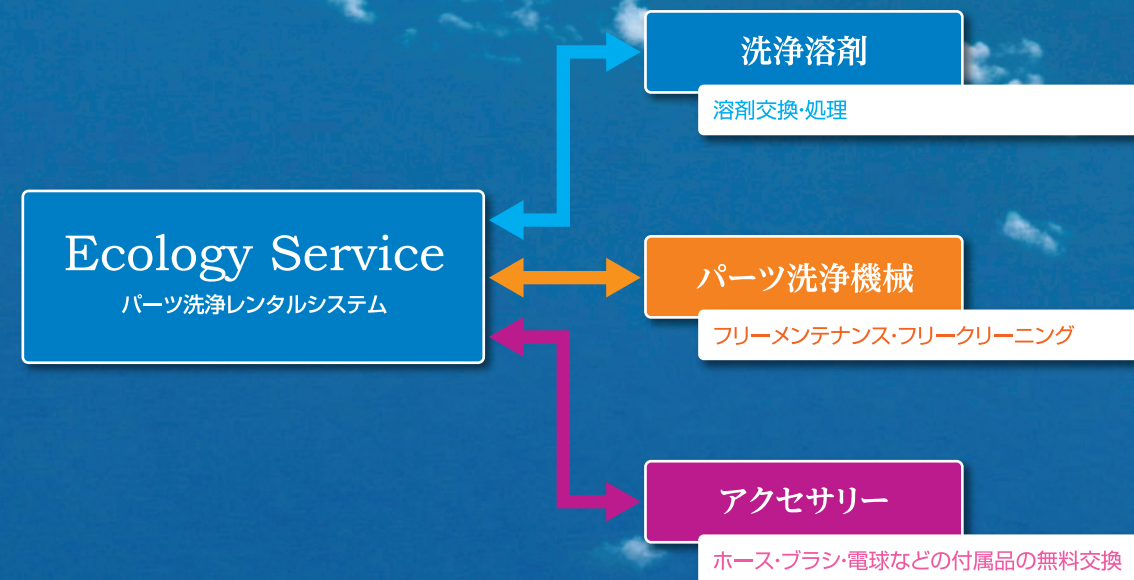 Ecology Service
パーツ洗浄レンタルシステム
洗浄溶剤
溶剤交換・処理
パーツ洗浄機械
フリーメンテナンス・フリークリーニング
アクセサリー
ホース・ブラシ・電球などの付属品の無料交換